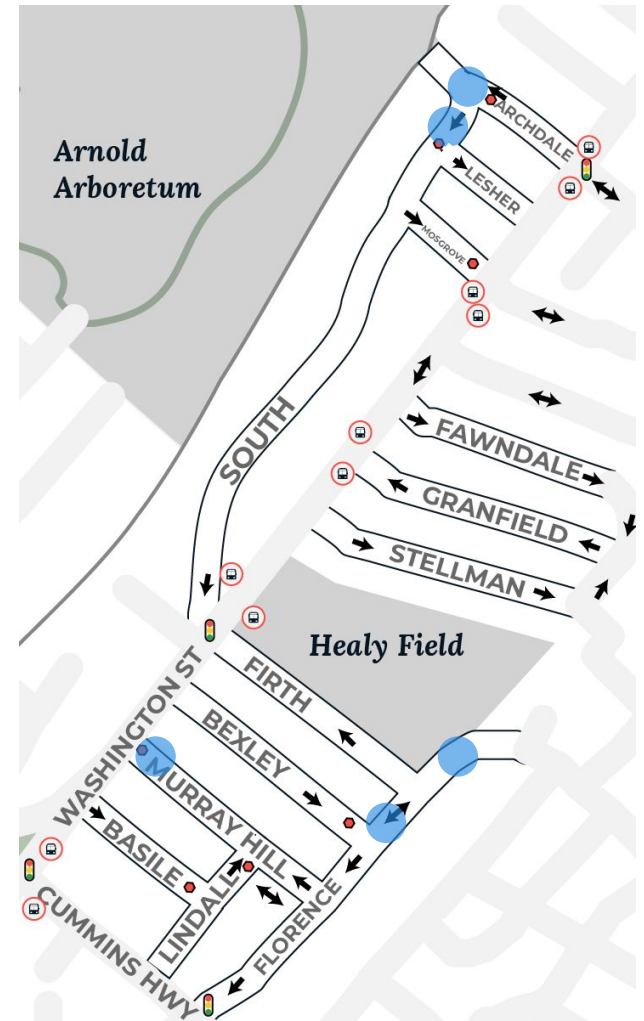 Arnold
Arboretum
ARCHDALE
LESHER
MOSGROVE
SOUTH
FAWNDALE
GRANFIELD
STELLMAN
Healy Field
WASHINGTON ST
FIRTH
BEXLEY
MURRAY HILL
BASILE
LINDALL
FLORENCE
CUMMINS HWY